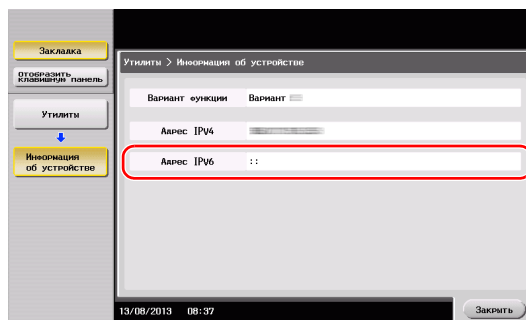 Закладка
Утилиты > Информация об устройстве
Отобразить
клавишную панель
Вариант функции Вариант
Утилиты
Адрес IPV4
Информация
об устройстве
Адрес IPV6 ::
13/08/2013 08:37
Закрыть